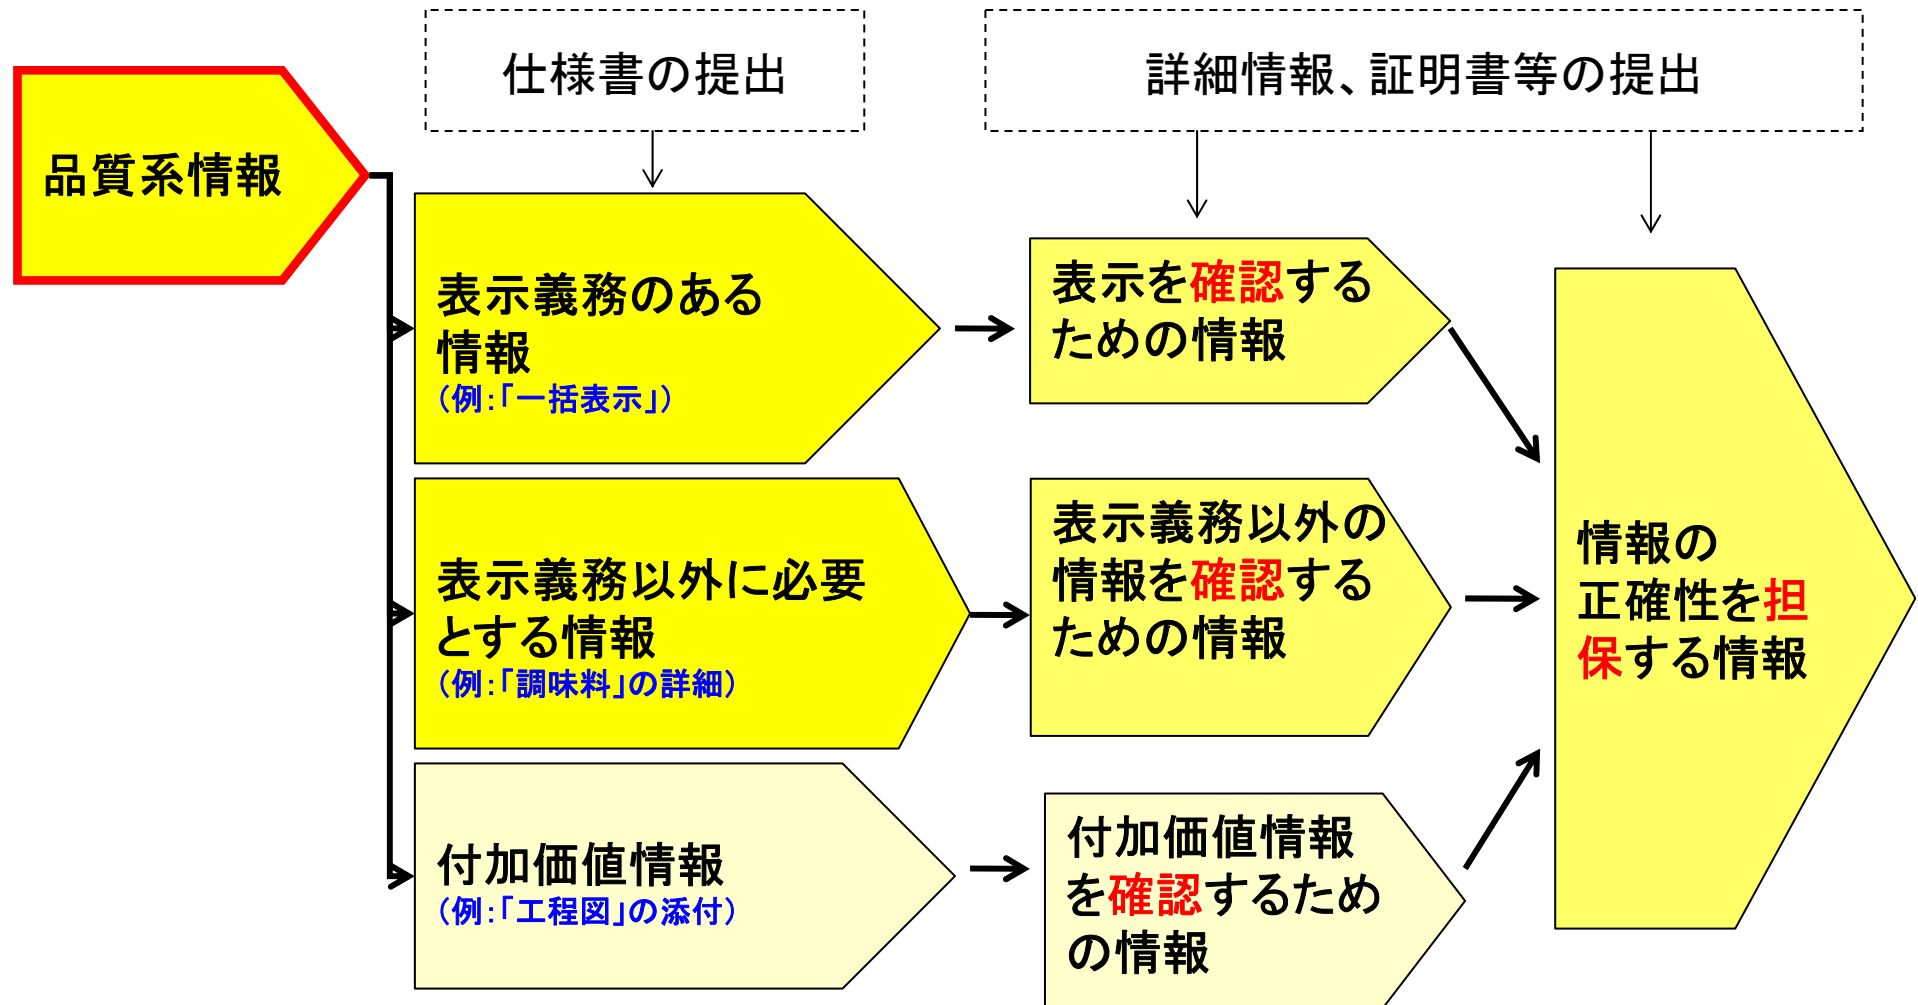 仕様書の提出
詳細情報、証明書等の提出
品質系情報
表示義務のある
情報
（例：「一括表示」）
表示を確認する
ための情報
表示義務以外に必要
とする情報
（例：「調味料」の詳細）
表示義務以外の
情報を確認する
ための情報
付加価値情報
（例：「工程図」の添付）
付加価値情報
を確認するため
の情報
情報の
正確性を担
保する情報